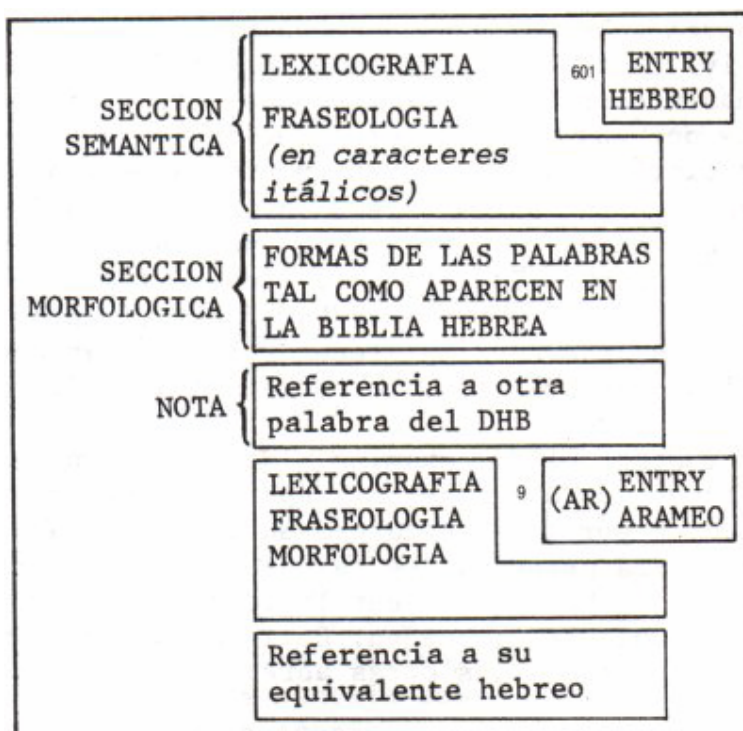 SECCION
SEMANTICA
LEXICOGRAFIA
FRASEOLOGIA
(en caracteres
itálicos)
601
ENTRY
HEBREO
SECCION
MORFOLOGICA
FORMAS DE LAS PALABRAS
TAL COMO APARECEN EN
LA BIBLIA HEBREA
NOTA
Referencia a otra
palabra del DHB
LEXICOGRAFIA
FRASEOLOGIA
MORFOLOGIA
9
(AR) ENTRY
ARAMEO
Referencia a su
equivalente hebreo